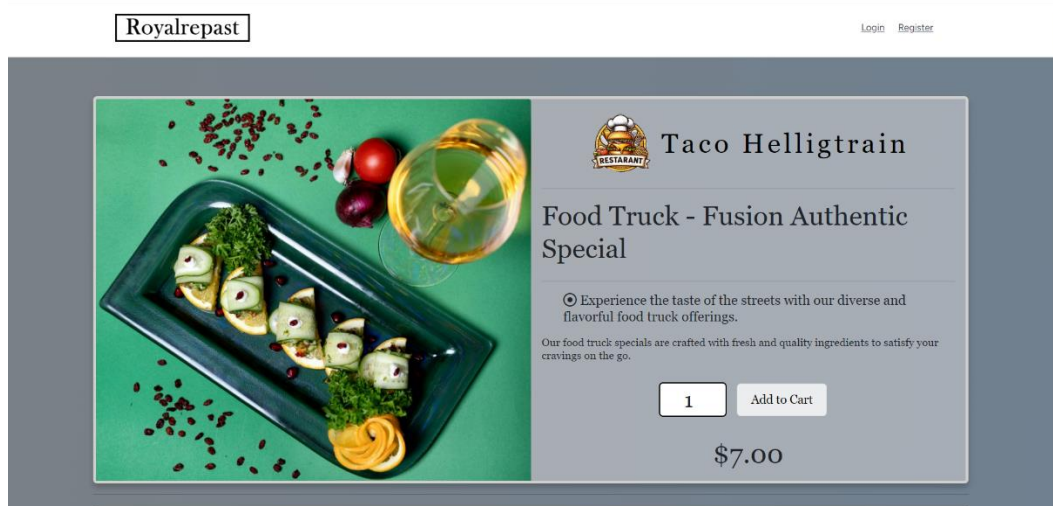 Royalrepast
Login Register
RESTARANT
Taco Helligtrain
Food Truck - Fusion Authentic
Special
Experience the taste of the streets with our diverse and
flavorful food truck offerings.
Our food truck specials are crafted with fresh and quality ingredients to satisfy your
cravings on the go.
1 Add to Cart
$7.00